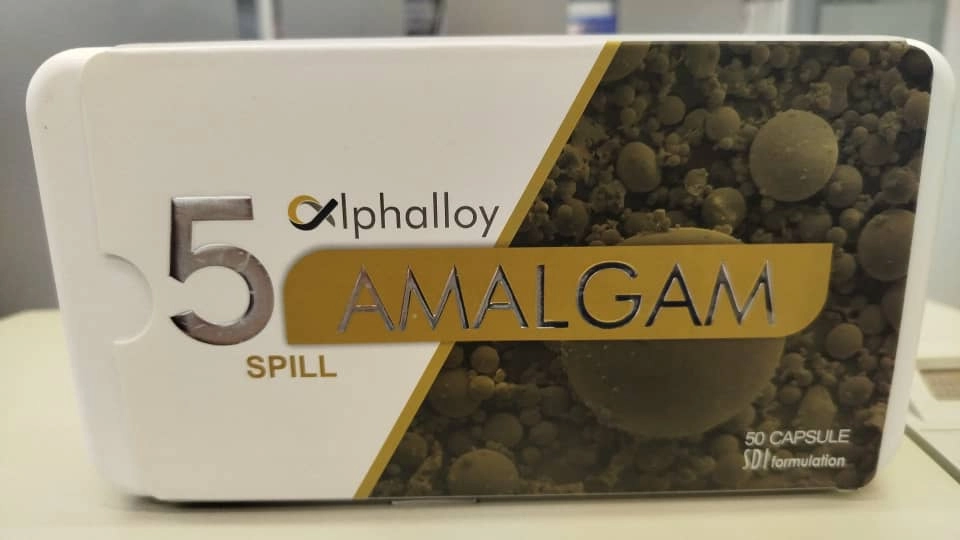 5
αlphalloy
AMALGAM
SPILL
50 CAPSULE
SDI formulation